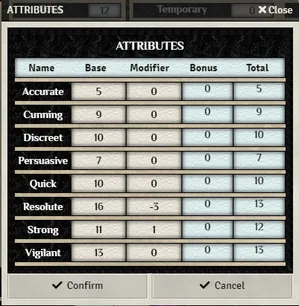 ATTRIBUTES 12 Temporary 0 × Close
ATTRIBUTES
Name Base Modifier Bonus Total
Accurate 5 0 0 5
Cunning 9 0 0 9
Discreet 10 0 0 10
Persuasive 7 0 0 7
Quick 10 0 0 10
Resolute 16 -3 0 13
Strong 11 1 0 12
Vigilant 13 0 0 13
✔ Confirm ✔ Cancel